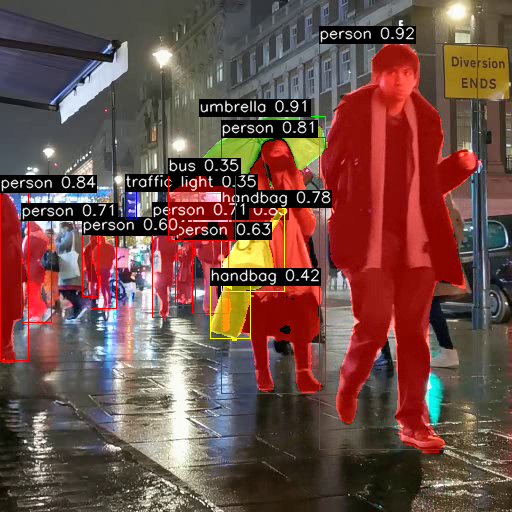 person 0.92
Diversion
ENDS
umbrella 0.91
person 0.81
bus 0.35
person 0.84
traffic light 0.35
handbag 0.78
person 0.71
person 0.71
person 0.60
person 0.63
handbag 0.42